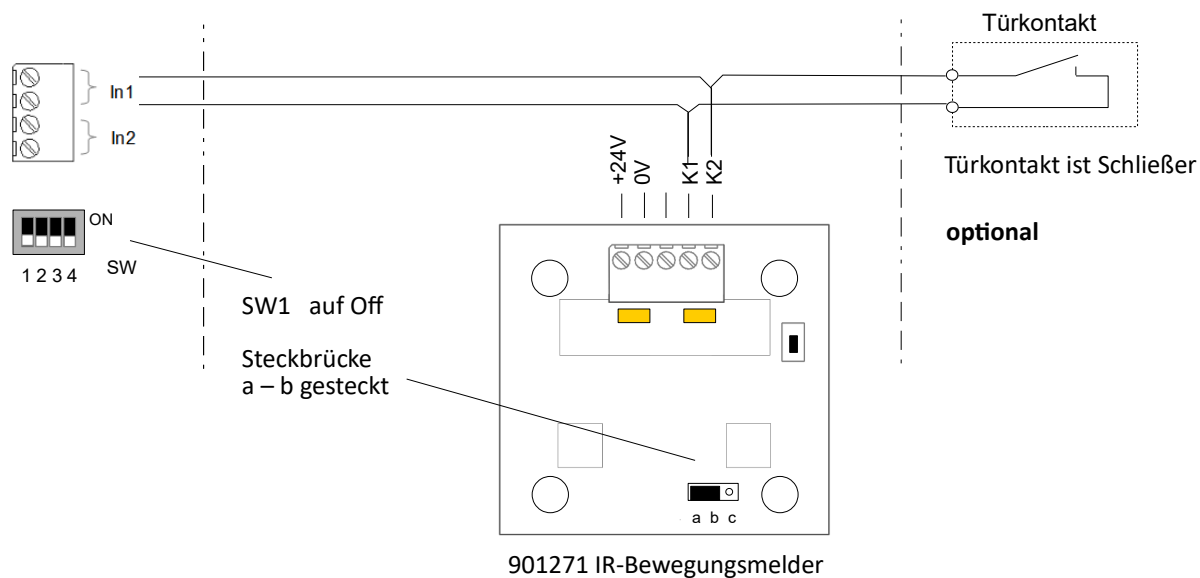 Türkontakt
In1
In2
Türkontakt ist Schließer
optional
+24V
0V
K1
K2
ON
1 2 3 4
SW
SW1 auf Off
Steckbrücke
a – b gesteckt
a b c
901271 IR-Bewegungsmelder